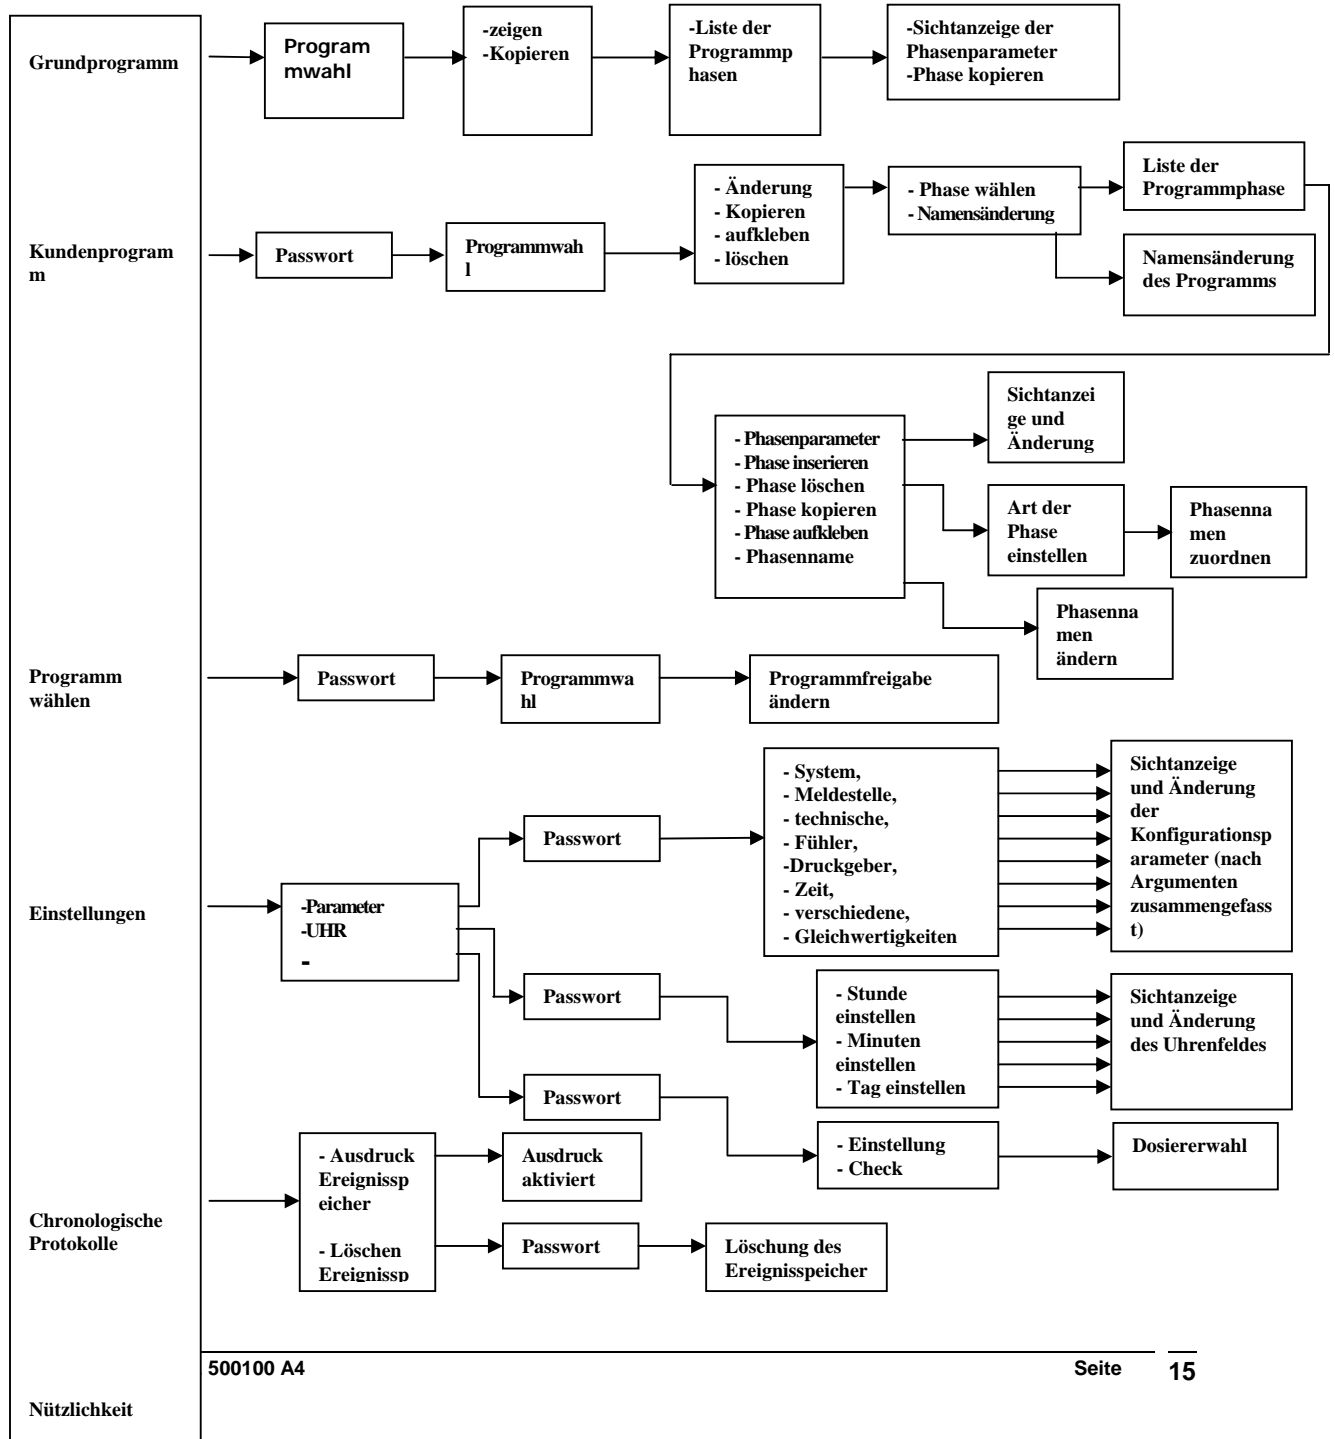 Grundprogramm
Program
mwahl
-zeigen
-Kopieren
-Liste der
Programmp
hasen
-Sichtanzeige der
Phasenparameter
-Phase kopieren
Kundenprogram
m
Passwort
Programmwah
l
- Änderung
- Kopieren
- aufkleben
- löschen
- Phase wählen
- Namensänderung
Liste der
Programmphase
Namensänderung
des Programms
- Phasenparameter
- Phase inserieren
- Phase löschen
- Phase kopieren
- Phase aufkleben
- Phasenname
Sichtanzei
ge und
Änderung
Art der
Phase
einstellen
Phasenna
men
zuordnen
Phasenna
men
ändern
Programm
wählen
Passwort
Programmwa
hl
Programmfreigabe
ändern
Einstellungen
-Parameter
-UHR
-
Passwort
- System,
- Meldestelle,
- technische,
- Fühler,
-Druckgeber,
- Zeit,
- verschiedene,
- Gleichwertigkeiten
Sichtanzeige
und Änderung
der
Konfigurationsp
arameter (nach
Argumenten
zusammengefass
t)
Passwort
- Stunde
einstellen
- Minuten
einstellen
- Tag einstellen
Sichtanzeige
und Änderung
des Uhrenfeldes
Passwort
- Einstellung
- Check
Dosiererwahl
Chronologische
Protokolle
- Ausdruck
Ereignissp
eicher
- Löschen
Ereignissp
Ausdruck
aktiviert
Passwort
Löschung des
Ereignisspeicher
500100 A4
Seite
15
Nützlichkeit